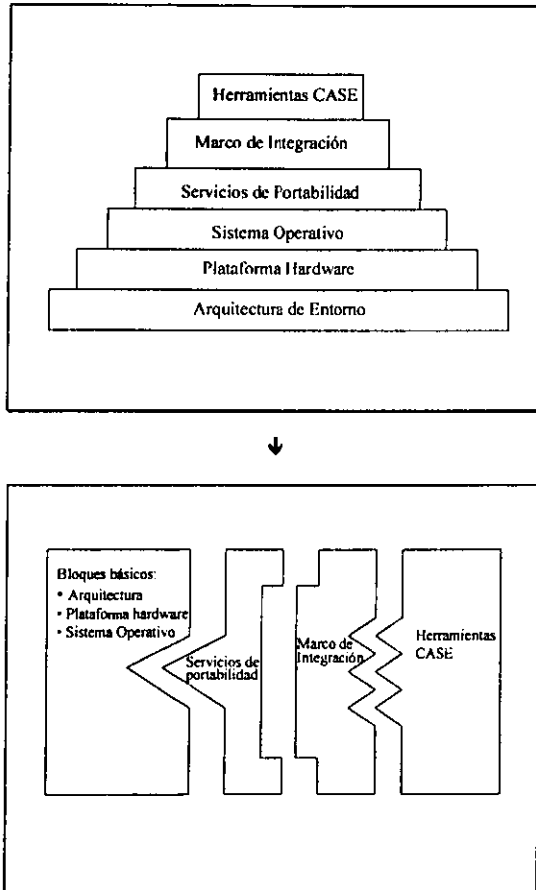 Herramientas CASE
Marco de Integración
Servicios de Portabilidad
Sistema Operativo
Plataforma Hardware
Arquitectura de Entorno
Bloques básicos:
• Arquitectura
• Plataforma hardware
• Sistema Operativo
Servicios de
portabilidad
Marco de
Integración
Herramientas
CASE